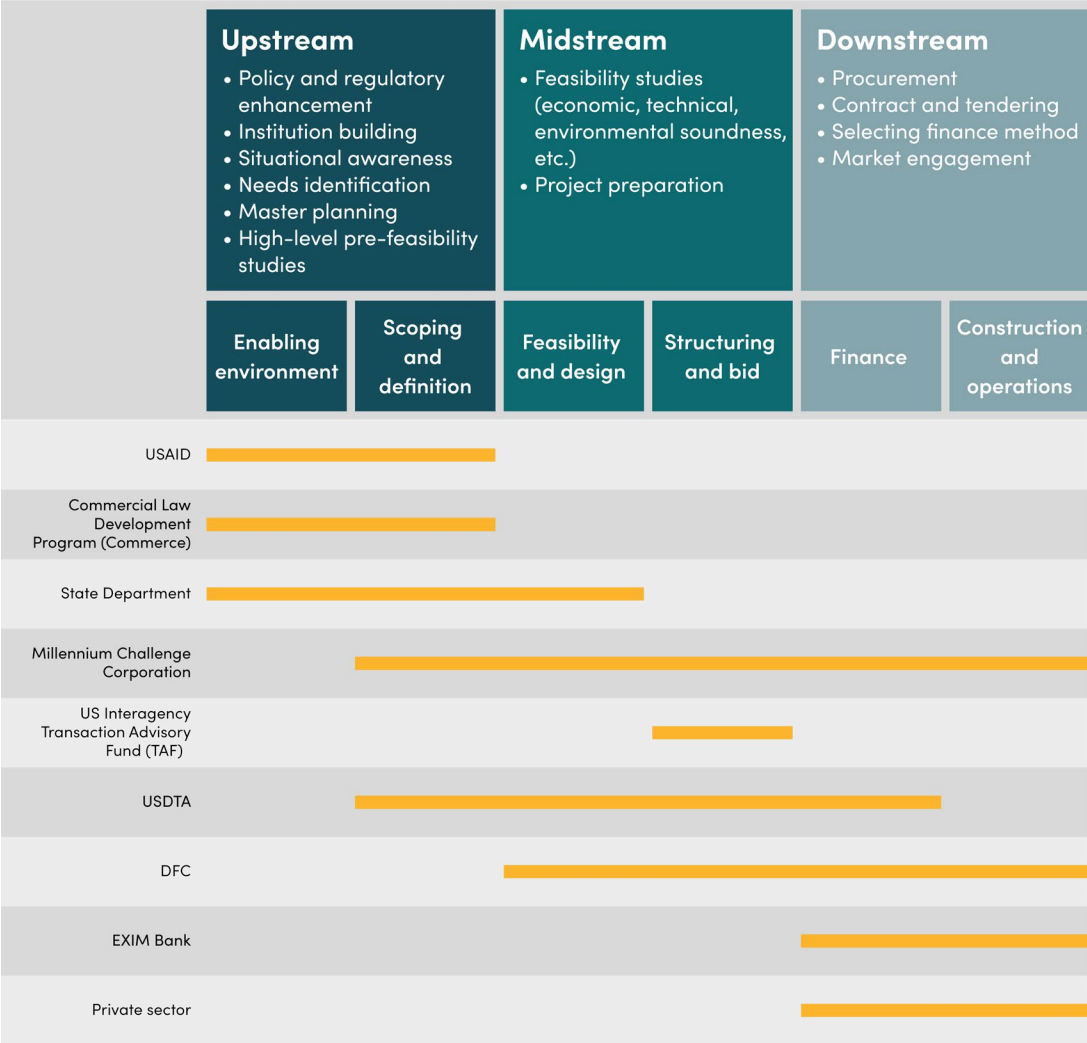 Upstream
• Policy and regulatory
enhancement
• Institution building
• Situational awareness
• Needs identification
• Master planning
• High-level pre-feasibility
studies
Midstream
• Feasibility studies
(economic, technical,
environmental soundness,
etc.)
• Project preparation
Downstream
• Procurement
• Contract and tendering
• Selecting finance method
• Market engagement
Enabling
environment
Scoping
and
definition
Feasibility
and design
Structuring
and bid
Finance
Construction
and
operations
USAID
Commercial Law
Development
Program (Commerce)
State Department
Millennium Challenge
Corporation
US Interagency
Transaction Advisory
Fund (TAF)
USDTA
DFC
EXIM Bank
Private sector